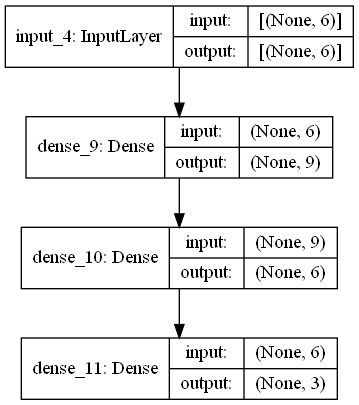 input_4: InputLayer
input: [(None, 6)]
output: [(None, 6)]
dense_9: Dense
input: (None, 6)
output: (None, 9)
dense_10: Dense
input: (None, 9)
output: (None, 6)
dense_11: Dense
input: (None, 6)
output: (None, 3)